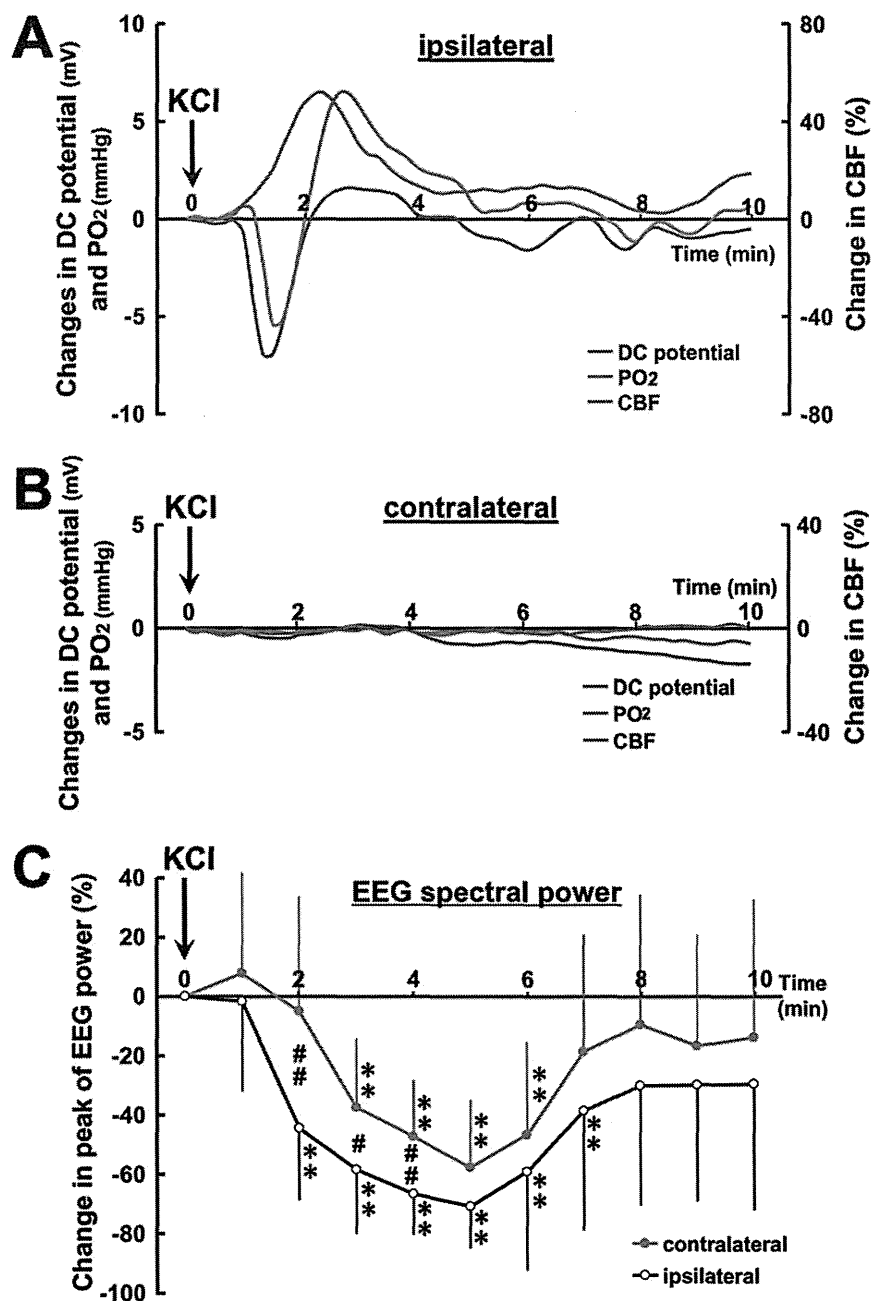 A
ipsilateral
KCl
Changes in DC potential (mV)
and PO2 (mmHg)
Change in CBF (%)
10
5
0
-5
-10
80
40
0
-40
-80
0 2 4 6 8 10
Time (min)
DC potential
PO2
CBF
B
contralateral
KCl
Changes in DC potential (mV)
and PO2 (mmHg)
Change in CBF (%)
5
0
-5
40
0
-40
Time (min)
0 2 4 6 8 10
DC potential
PO2
CBF
C
KCl
EEG spectral power
Change in peak of EEG power (%)
40
20
0
-20
-40
-60
-80
-100
0 2 4 6 8 10 Time
(min)
##
**
**
**
**
#
##
**
**
**
**
**
**
**
contralateral
ipsilateral